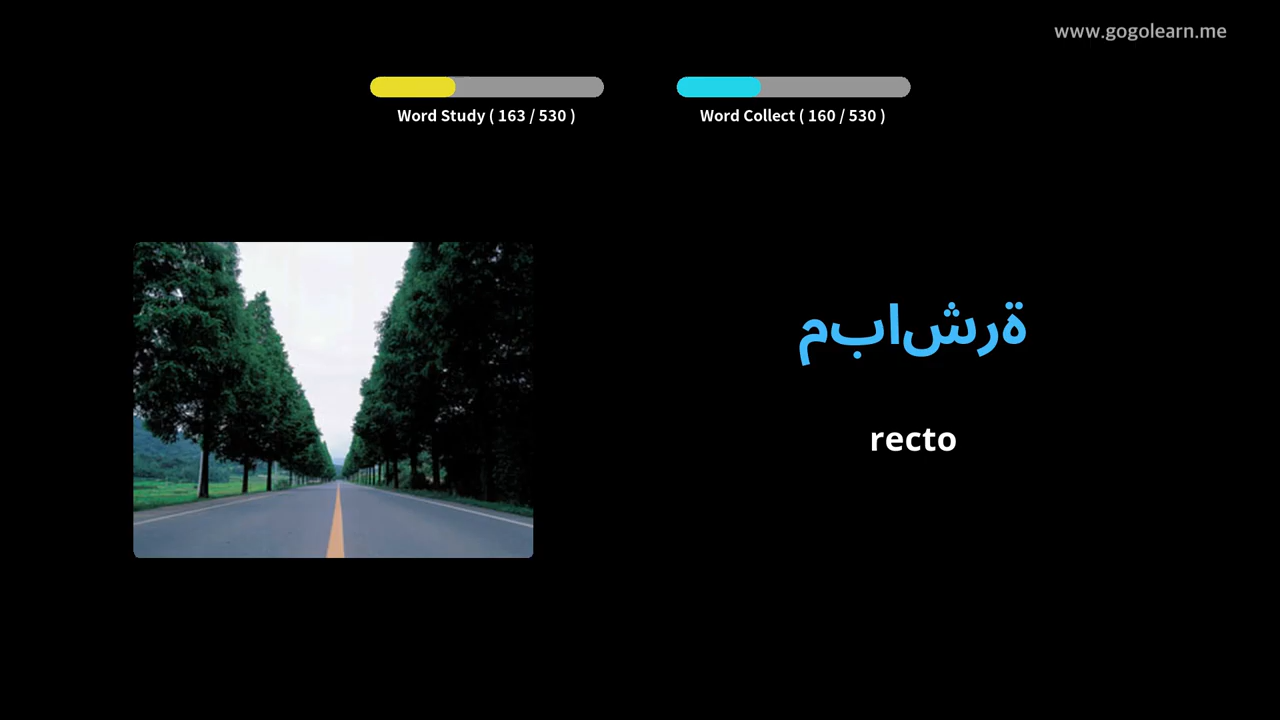 www.gogolearn.me
Word Study ( 163 / 530 )
Word Collect ( 160 / 530 )
مباشرة
recto